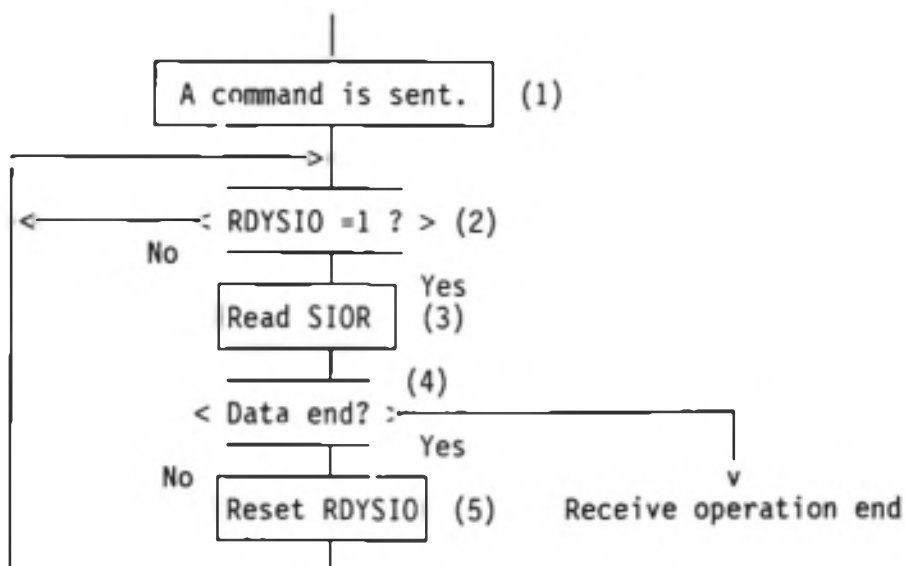 A command is sent. (1)
< RDYSIO =1 ? > (2)
No
Yes
Read SIOR (3)
(4)
< Data end? >
Yes
No
Reset RDYSIO (5)
Receive operation end